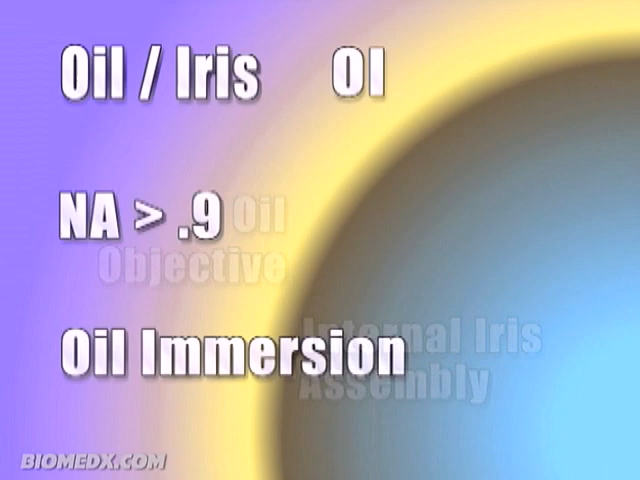 Oil / Iris OI
NA > .9 Oil
Objective
Internal Iris
Oil Immersion
Assembly
BIOMEDX.COM